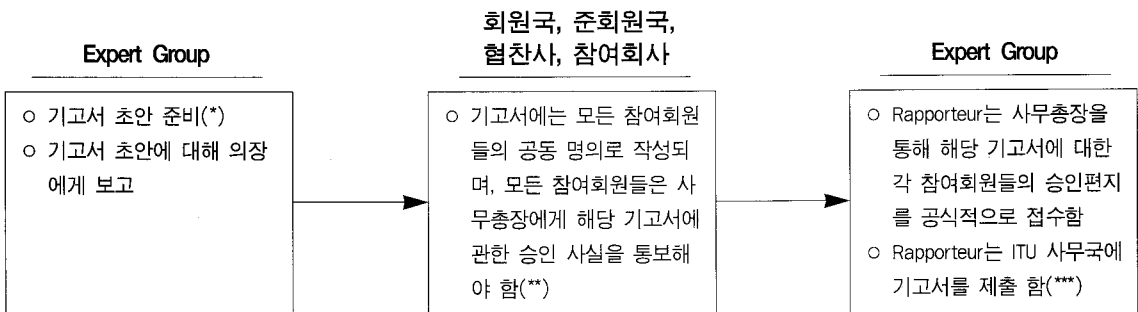 Expert Group
○ 기고서 초안 준비(*)
○ 기고서 초안에 대해 의장
에게 보고
회원국, 준회원국,
협찬사, 참여회사
○ 기고서에는 모든 참여회원
들의 공동 명의로 작성되
며, 모든 참여회원들은 사
무총장에게 해당 기고서에
관한 승인 사실을 통보해
야 함(**)
Expert Group
○ Rapporteur는 사무총장을
통해 해당 기고서에 대한
각 참여회원들의 승인편지
를 공식적으로 접수함
○ Rapporteur는 ITU 사무국에
기고서를 제출 함(***)